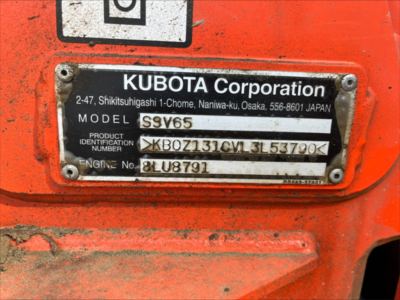 KUBOTA Corporation
2-47, Shikitsuhigashi 1-Chome, Naniwa-ku, Osaka, 556-8601 JAPAN
MODEL SSV65
PRODUCT
IDENTIFICATION >KBOZ131CVL3L53790<
NUMBER
ENGINE No. 8LU8791